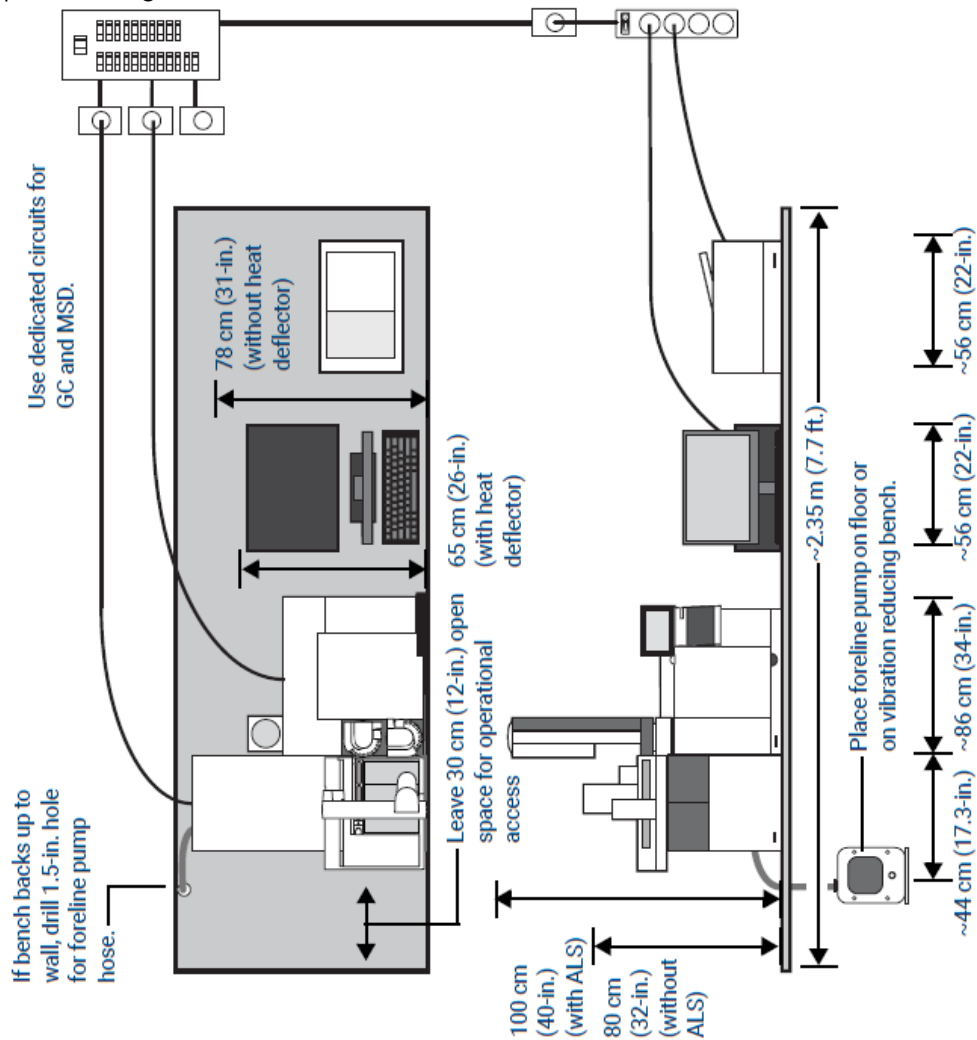 Use dedicated circuits for
GC and MSD.
If bench backs up to
wall, drill 1.5-in. hole
for foreline pump
hose.
78 cm (31-in.)
(without heat
deflector)
65 cm (26-in.)
(with heat
deflector)
Leave 30 cm (12-in.) open
space for operational
access
100 cm
(40-in.)
(with ALS)
80 cm
(32-in.)
(without
ALS)
~2.35 m (7.7 ft.)
Place foreline pump on floor or
on vibration reducing bench.
~44 cm (17.3-in.)
~86 cm (34-in.)
~56 cm (22-in.)
~56 cm (22-in.)